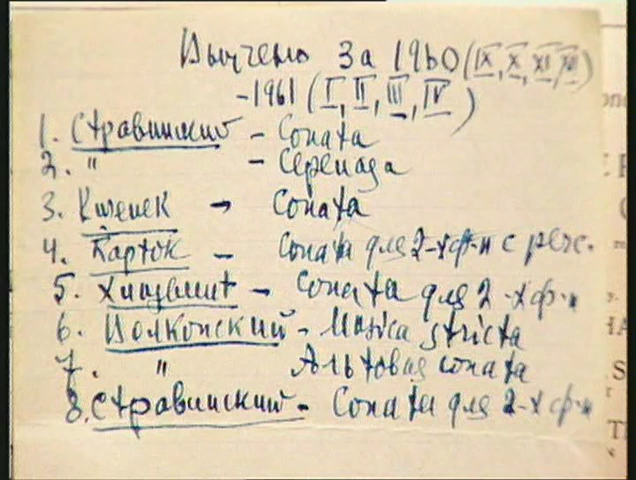 Выучено за 1960 (IX, X, XI, XII)
-1961 (I, II, III, IV)
1. Стравинский - Соната
2. " - Серенада
3. Кшенек → Соната
4. Барток - Соната для 2-х ф-п с перс.
5. Хиндемит - Соната для 2-х ф-п
6. Волконский - Musica stricta
7. " Альтовая соната
8. Стравинский - Соната для 2-х ф-п